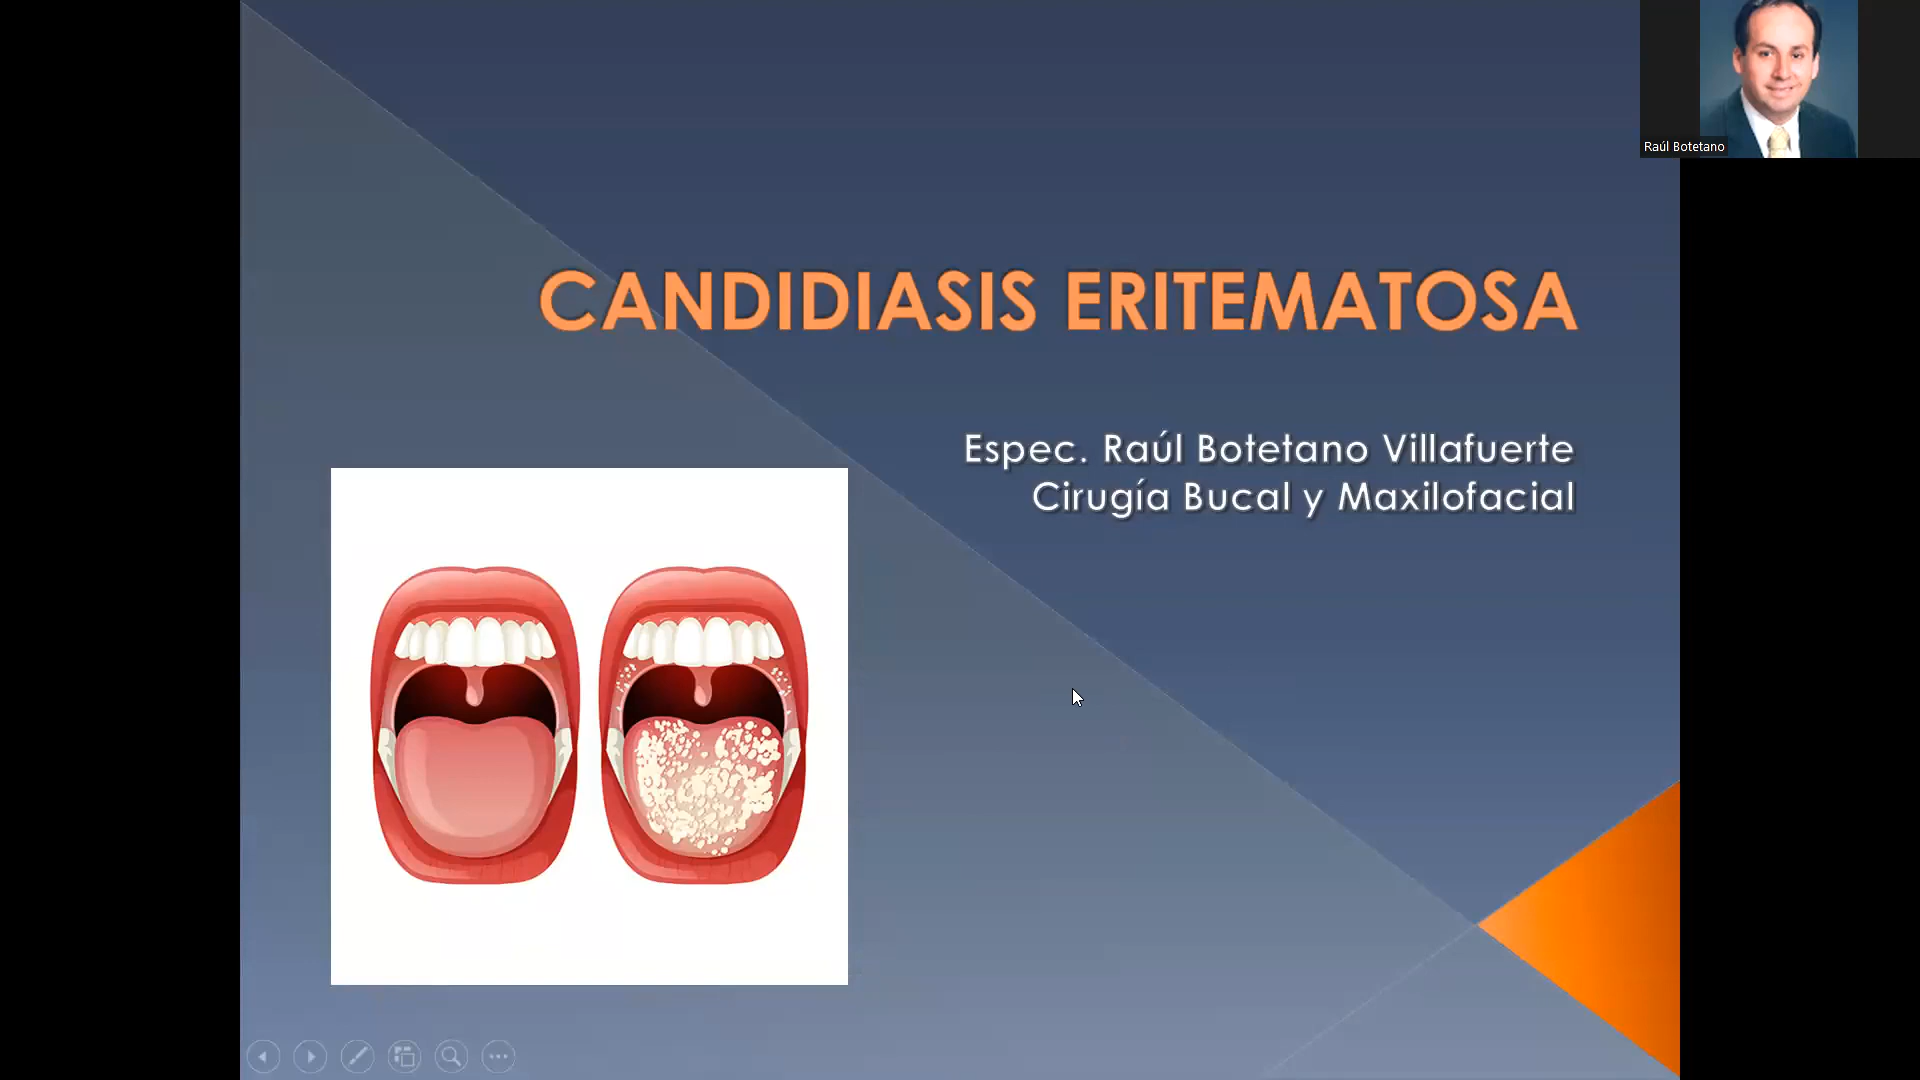 Raúl Botetano
CANDIDIASIS ERITEMATOSA
Espec. Raúl Botetano Villafuerte
Cirugía Bucal y Maxilofacial